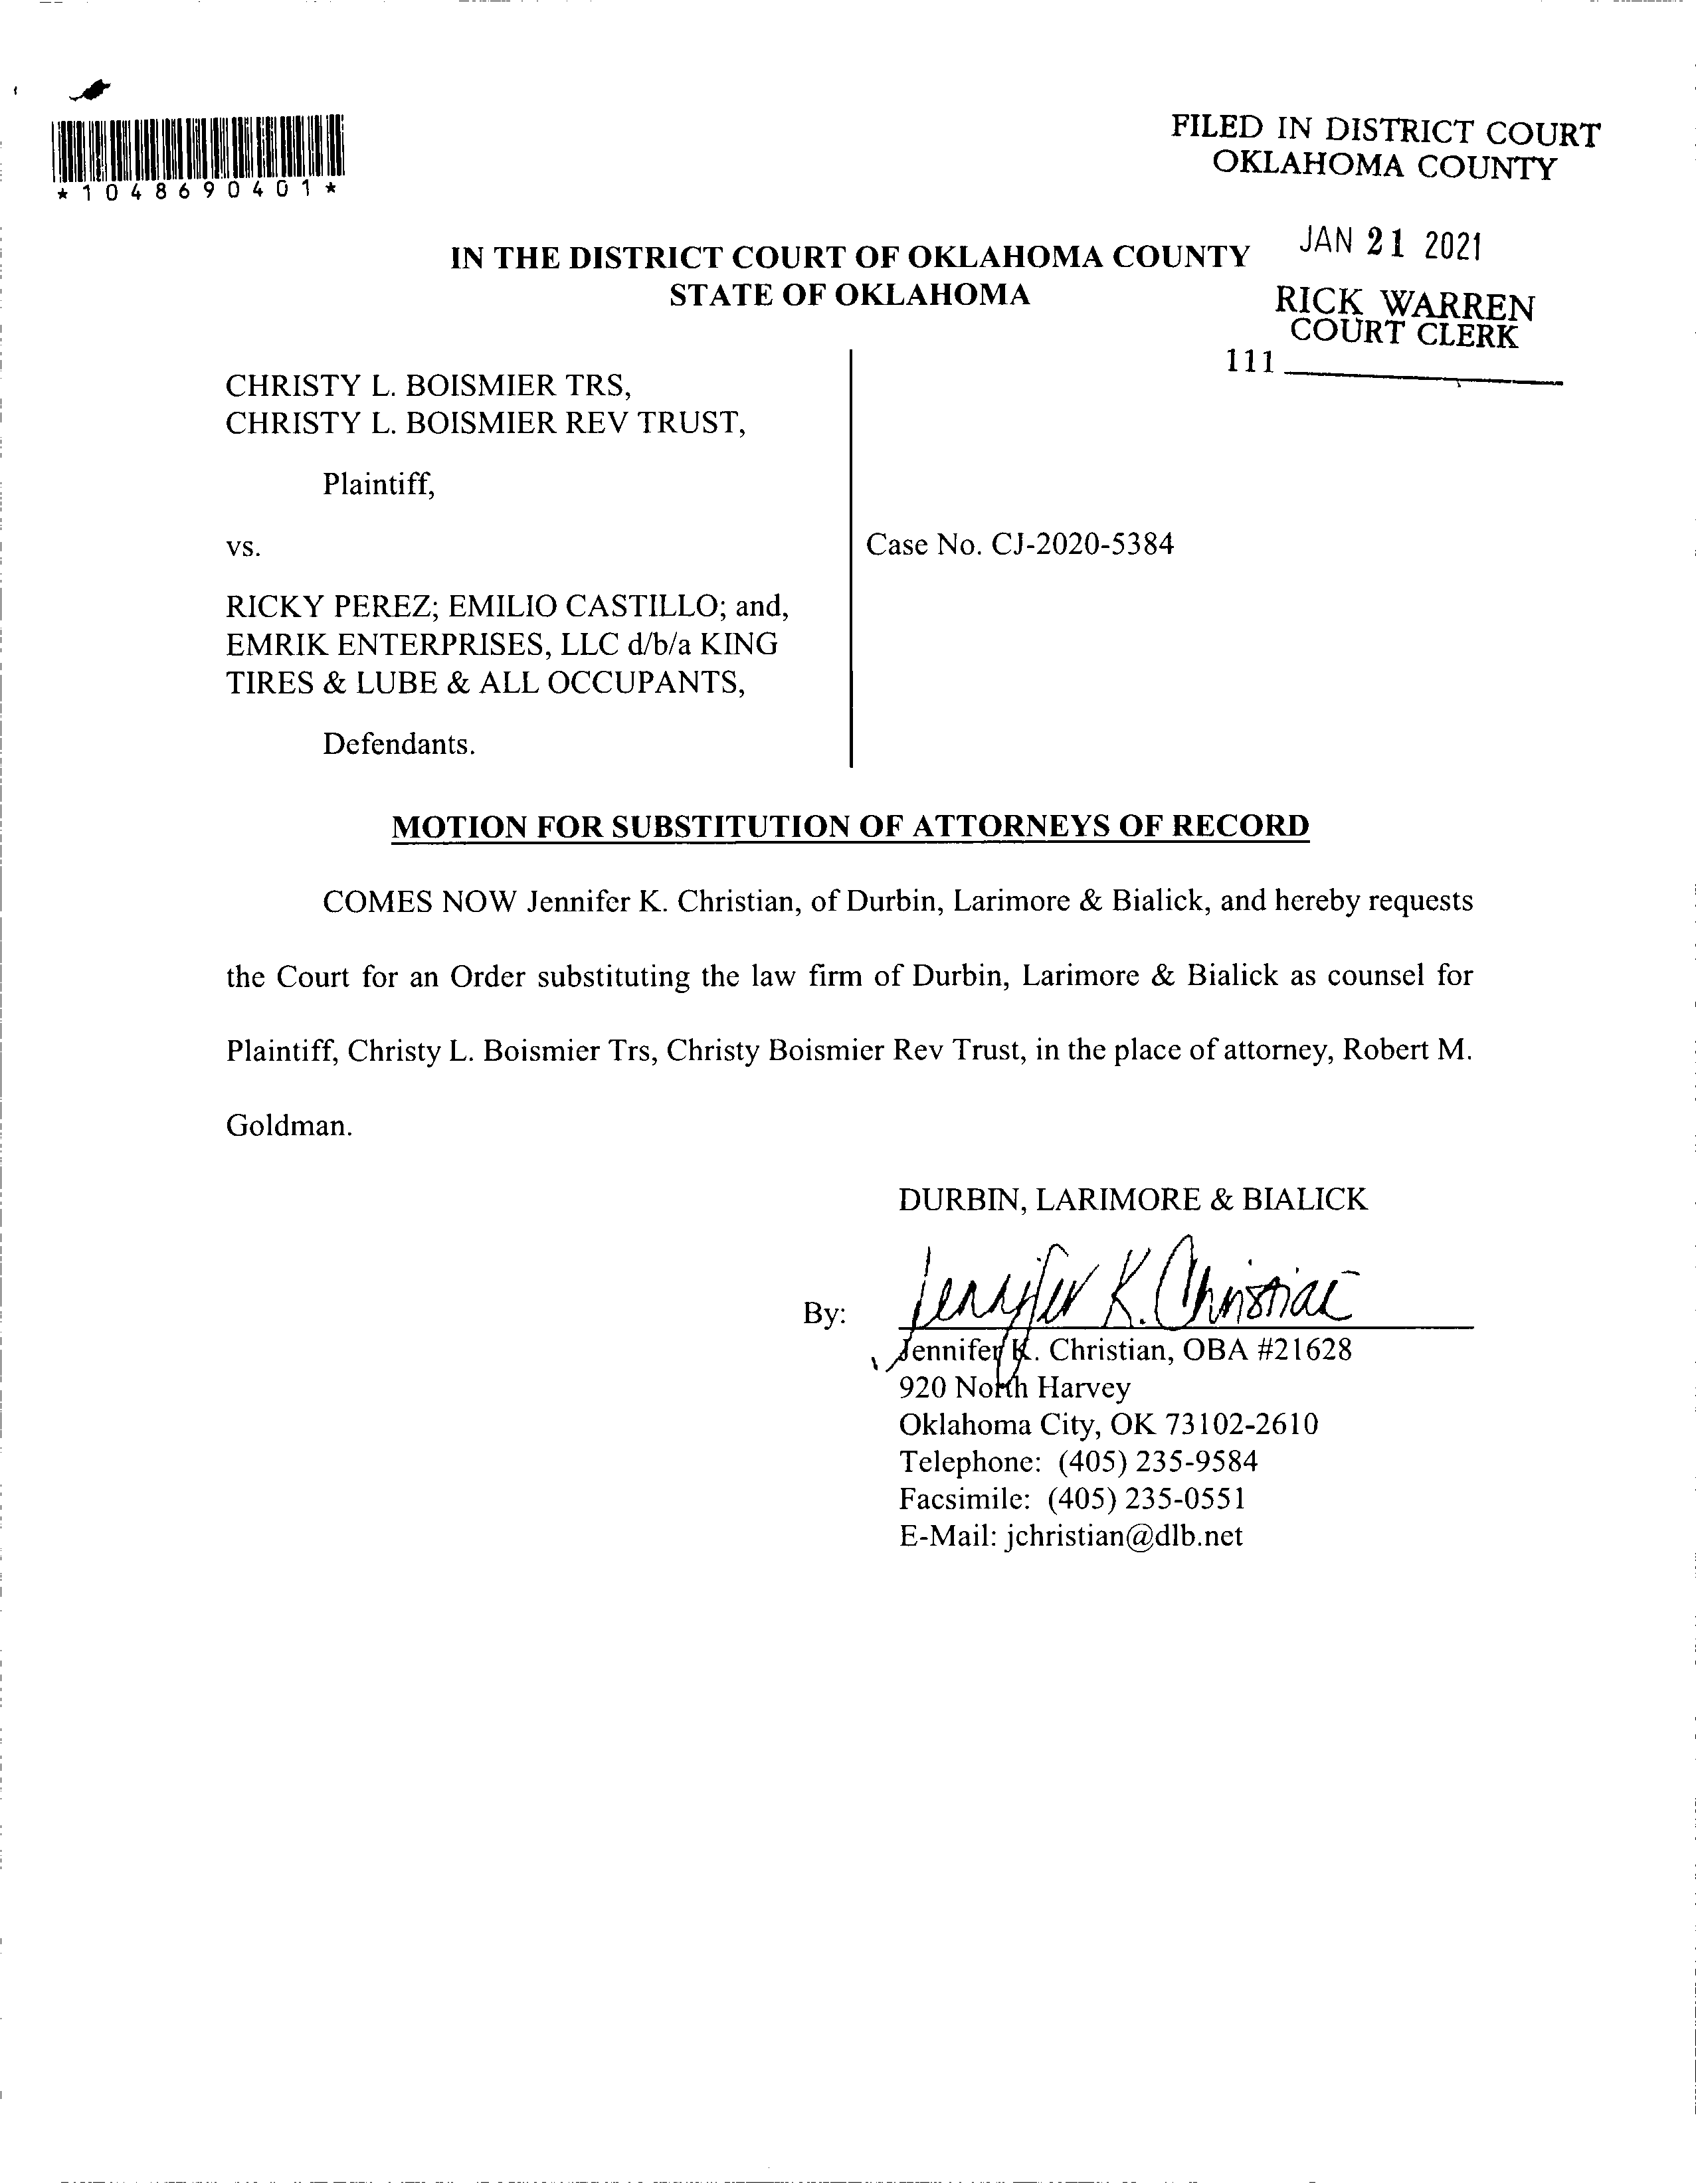 *1048690401*
FILED IN DISTRICT COURT
OKLAHOMA COUNTY
JAN 21 2021
RICK WARREN
COURT CLERK
111
IN THE DISTRICT COURT OF OKLAHOMA COUNTY
STATE OF OKLAHOMA
CHRISTY L. BOISMIER TRS,
CHRISTY L. BOISMIER REV TRUST,
Plaintiff,
vs.
Case No. CJ-2020-5384
RICKY PEREZ; EMILIO CASTILLO; and,
EMRIK ENTERPRISES, LLC d/b/a KING
TIRES & LUBE & ALL OCCUPANTS,
Defendants.
MOTION FOR SUBSTITUTION OF ATTORNEYS OF RECORD
COMES NOW Jennifer K. Christian, of Durbin, Larimore & Bialick, and hereby requests
the Court for an Order substituting the law firm of Durbin, Larimore & Bialick as counsel for
Plaintiff, Christy L. Boismier Trs, Christy Boismier Rev Trust, in the place of attorney, Robert M.
Goldman.
DURBIN, LARIMORE & BIALICK
By: Jennifer K. Christian
Jennifer K. Christian, OBA #21628
920 North Harvey
Oklahoma City, OK 73102-2610
Telephone: (405) 235-9584
Facsimile: (405) 235-0551
E-Mail: jchristian@dlb.net